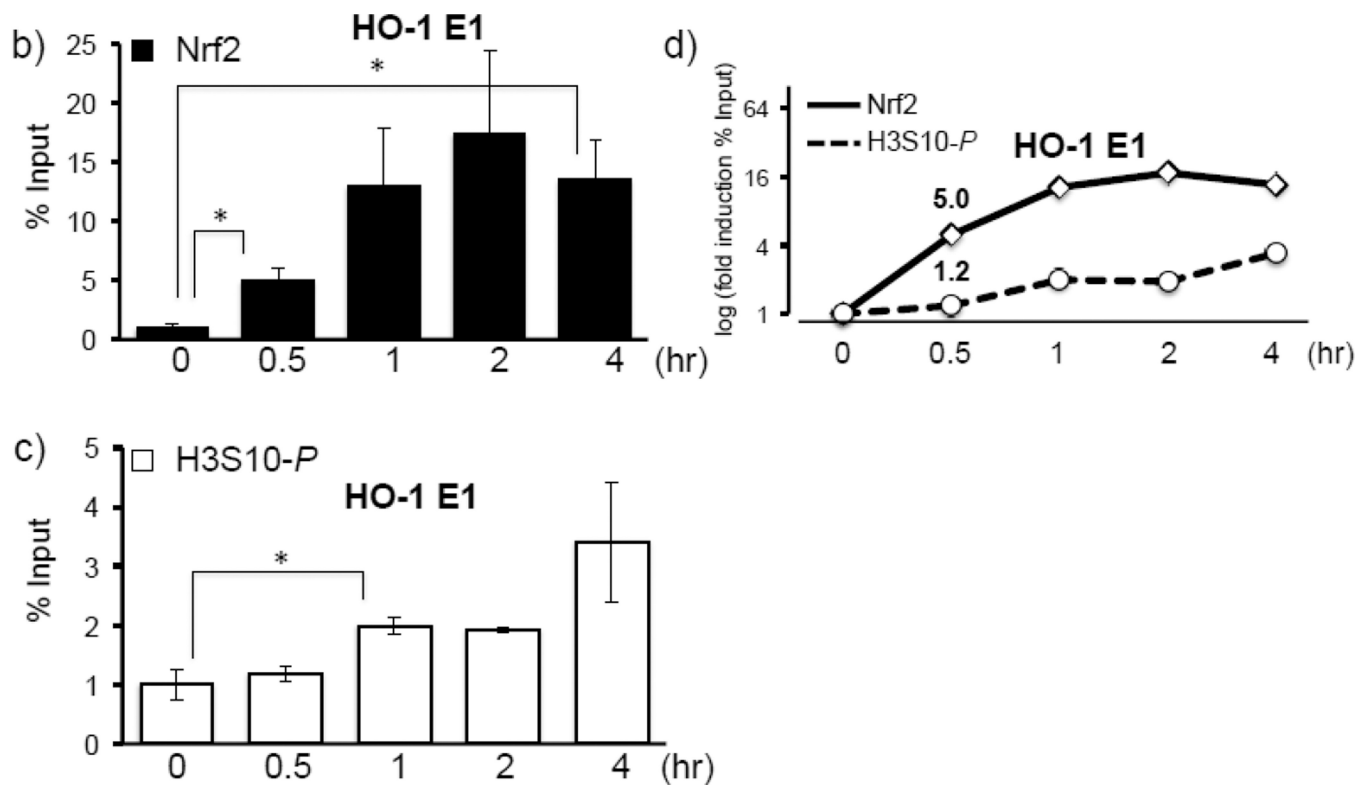 b)
HO-1 E1
Nrf2
% Input
25
20
15
10
5
0
*
*
0 0.5 1 2 4 (hr)
d)
log (fold induction % Input)
64
16
4
1
Nrf2
H3S10-P
HO-1 E1
5.0
1.2
0 0.5 1 2 4 (hr)
c)
H3S10-P
HO-1 E1
% Input
5
4
3
2
1
0
*
0 0.5 1 2 4 (hr)